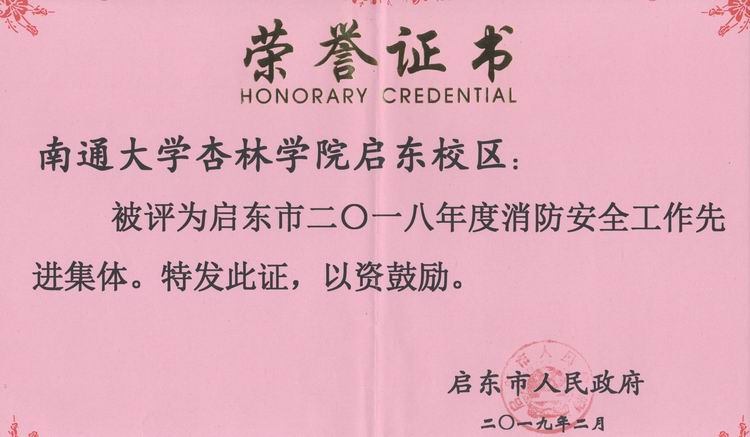 荣誉证书
HONORARY CREDENTIAL
南通大学杏林学院启东校区：
被评为启东市二〇一八年度消防安全工作先
进集体。特发此证，以资鼓励。
启东市人民政府
二〇一九年二月